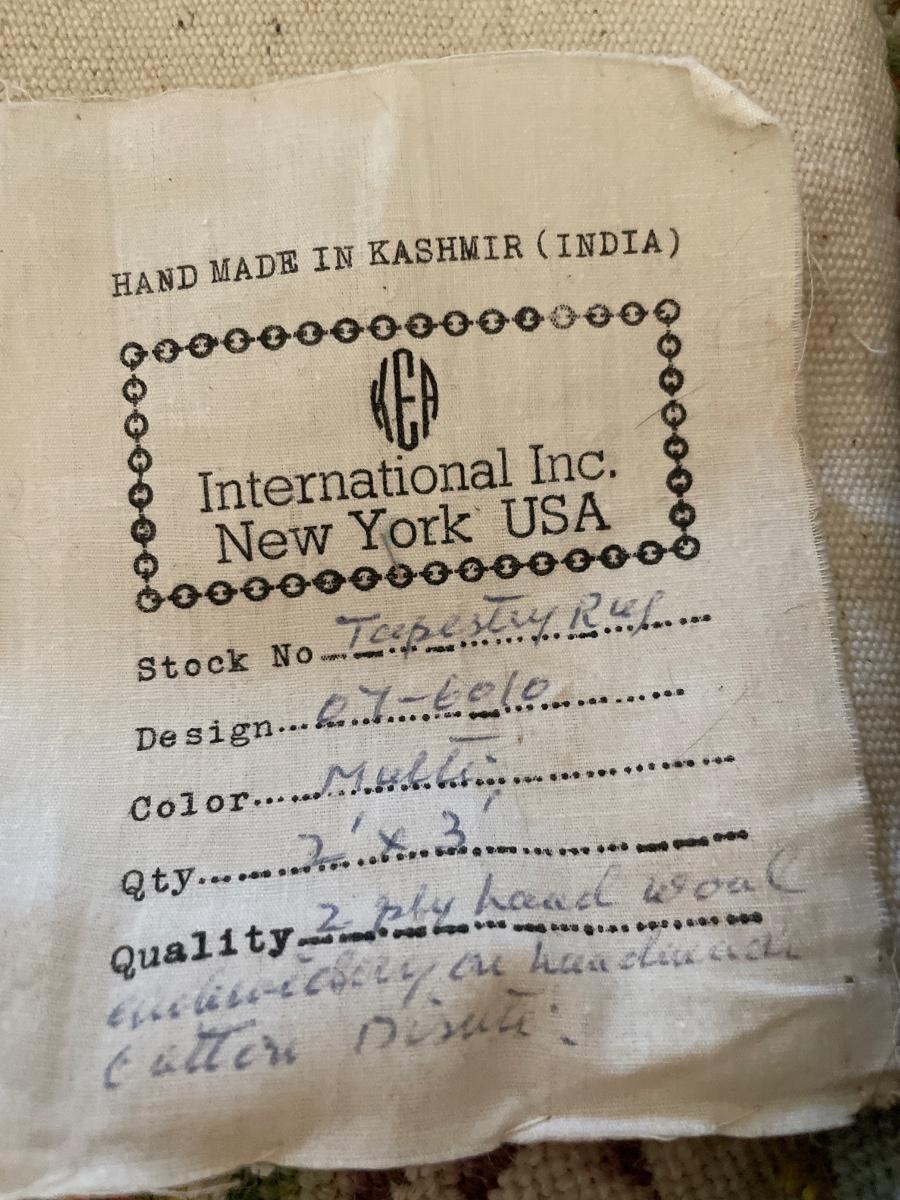 HAND MADE IN KASHMIR (INDIA)
KEA
International Inc.
New York USA
Stock No Tapestry Rug
Design 07-6010
Color Multi
Qty 2' x 3'
Quality 2 ply hand wool
embroidery on handmade
Cotton